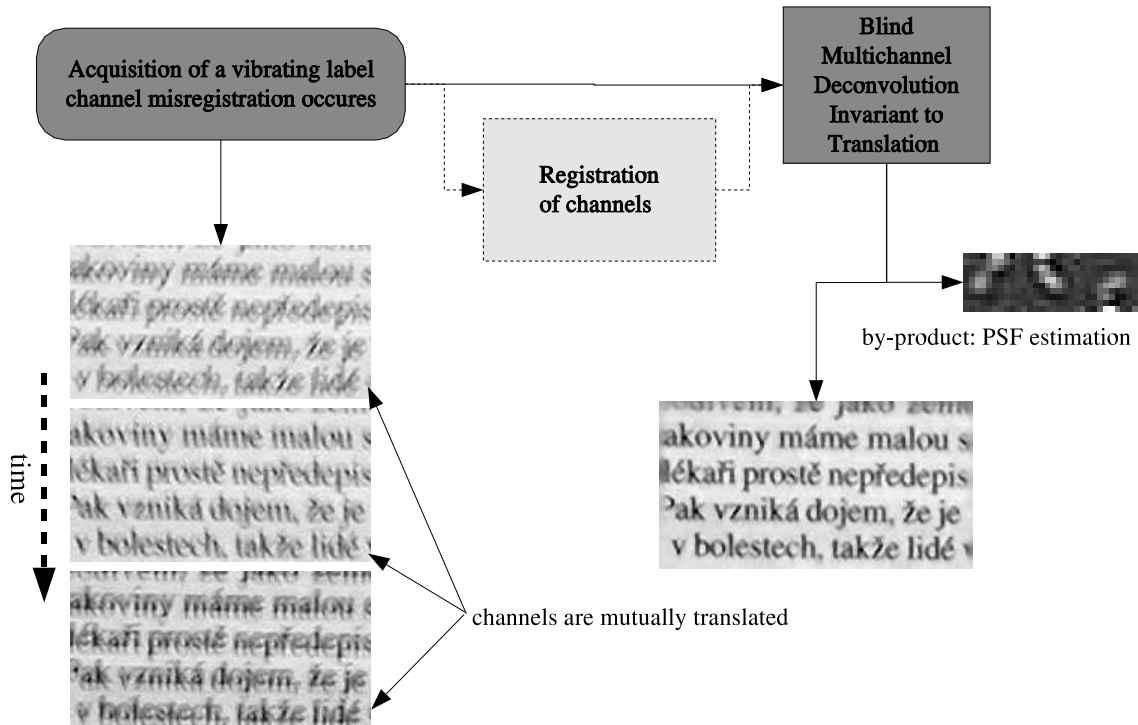 Acquisition of a vibrating label
channel misregistration occures
Blind
Multichannel
Deconvolution
Invariant to
Translation
Registration
of channels
by-product: PSF estimation
time
akoviny máme malou s
lékaři prostě nepředepis
Pak vzniká dojem, že je
v bolestech, takže lidé
akoviny máme malou s
lékaři prostě nepředepis
Pak vzniká dojem, že je
v bolestech, takže lidé v
akoviny máme malou s
lékaři prostě nepředepis
Pak vzniká dojem, že je
v bolestech, takže lidé
channels are mutually translated
že jako země
akoviny máme malou s
lékaři prostě nepředepis
Pak vzniká dojem, že je
v bolestech, takže lidé v